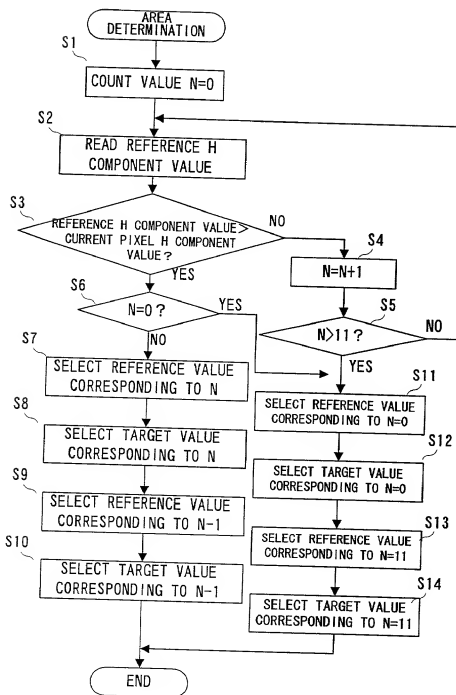 AREA
DETERMINATION
S1
COUNT VALUE N=0
S2
READ REFERENCE H
COMPONENT VALUE
S3
REFERENCE H COMPONENT VALUE>
CURRENT PIXEL H COMPONENT
VALUE?
NO
YES
S4
N=N+1
S5
N>11?
NO
YES
S6
N=0?
YES
NO
S7
SELECT REFERENCE VALUE
CORRESPONDING TO N
S8
SELECT TARGET VALUE
CORRESPONDING TO N
S9
SELECT REFERENCE VALUE
CORRESPONDING TO N-1
S10
SELECT TARGET VALUE
CORRESPONDING TO N-1
S11
SELECT REFERENCE VALUE
CORRESPONDING TO N=0
S12
SELECT TARGET VALUE
CORRESPONDING TO N=0
S13
SELECT REFERENCE VALUE
CORRESPONDING TO N=11
S14
SELECT TARGET VALUE
CORRESPONDING TO N=11
END